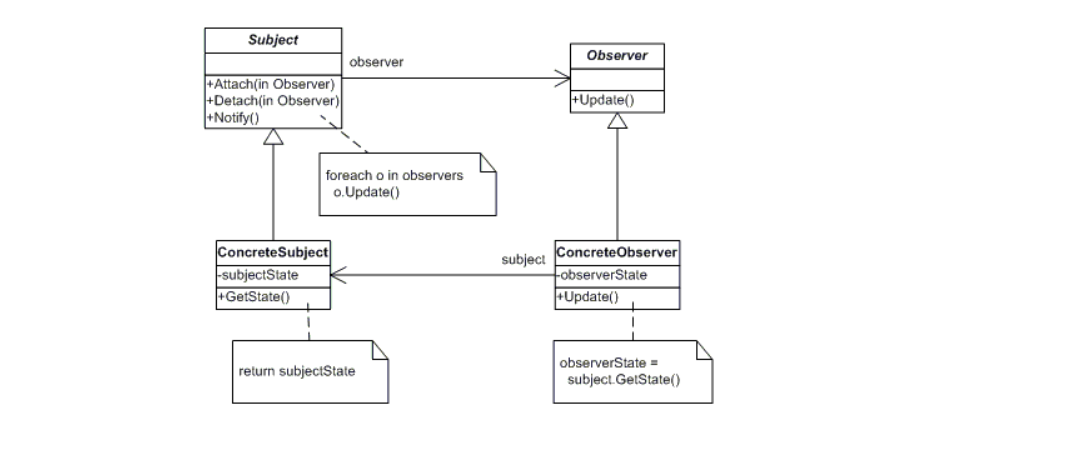 Subject
+Attach(in Observer)
+Detach(in Observer)
+Notify()
observer
Observer
+Update()
foreach o in observers
o.Update()
ConcreteSubject
-subjectState
+GetState()
subject
ConcreteObserver
-observerState
+Update()
return subjectState
observerState =
subject.GetState()